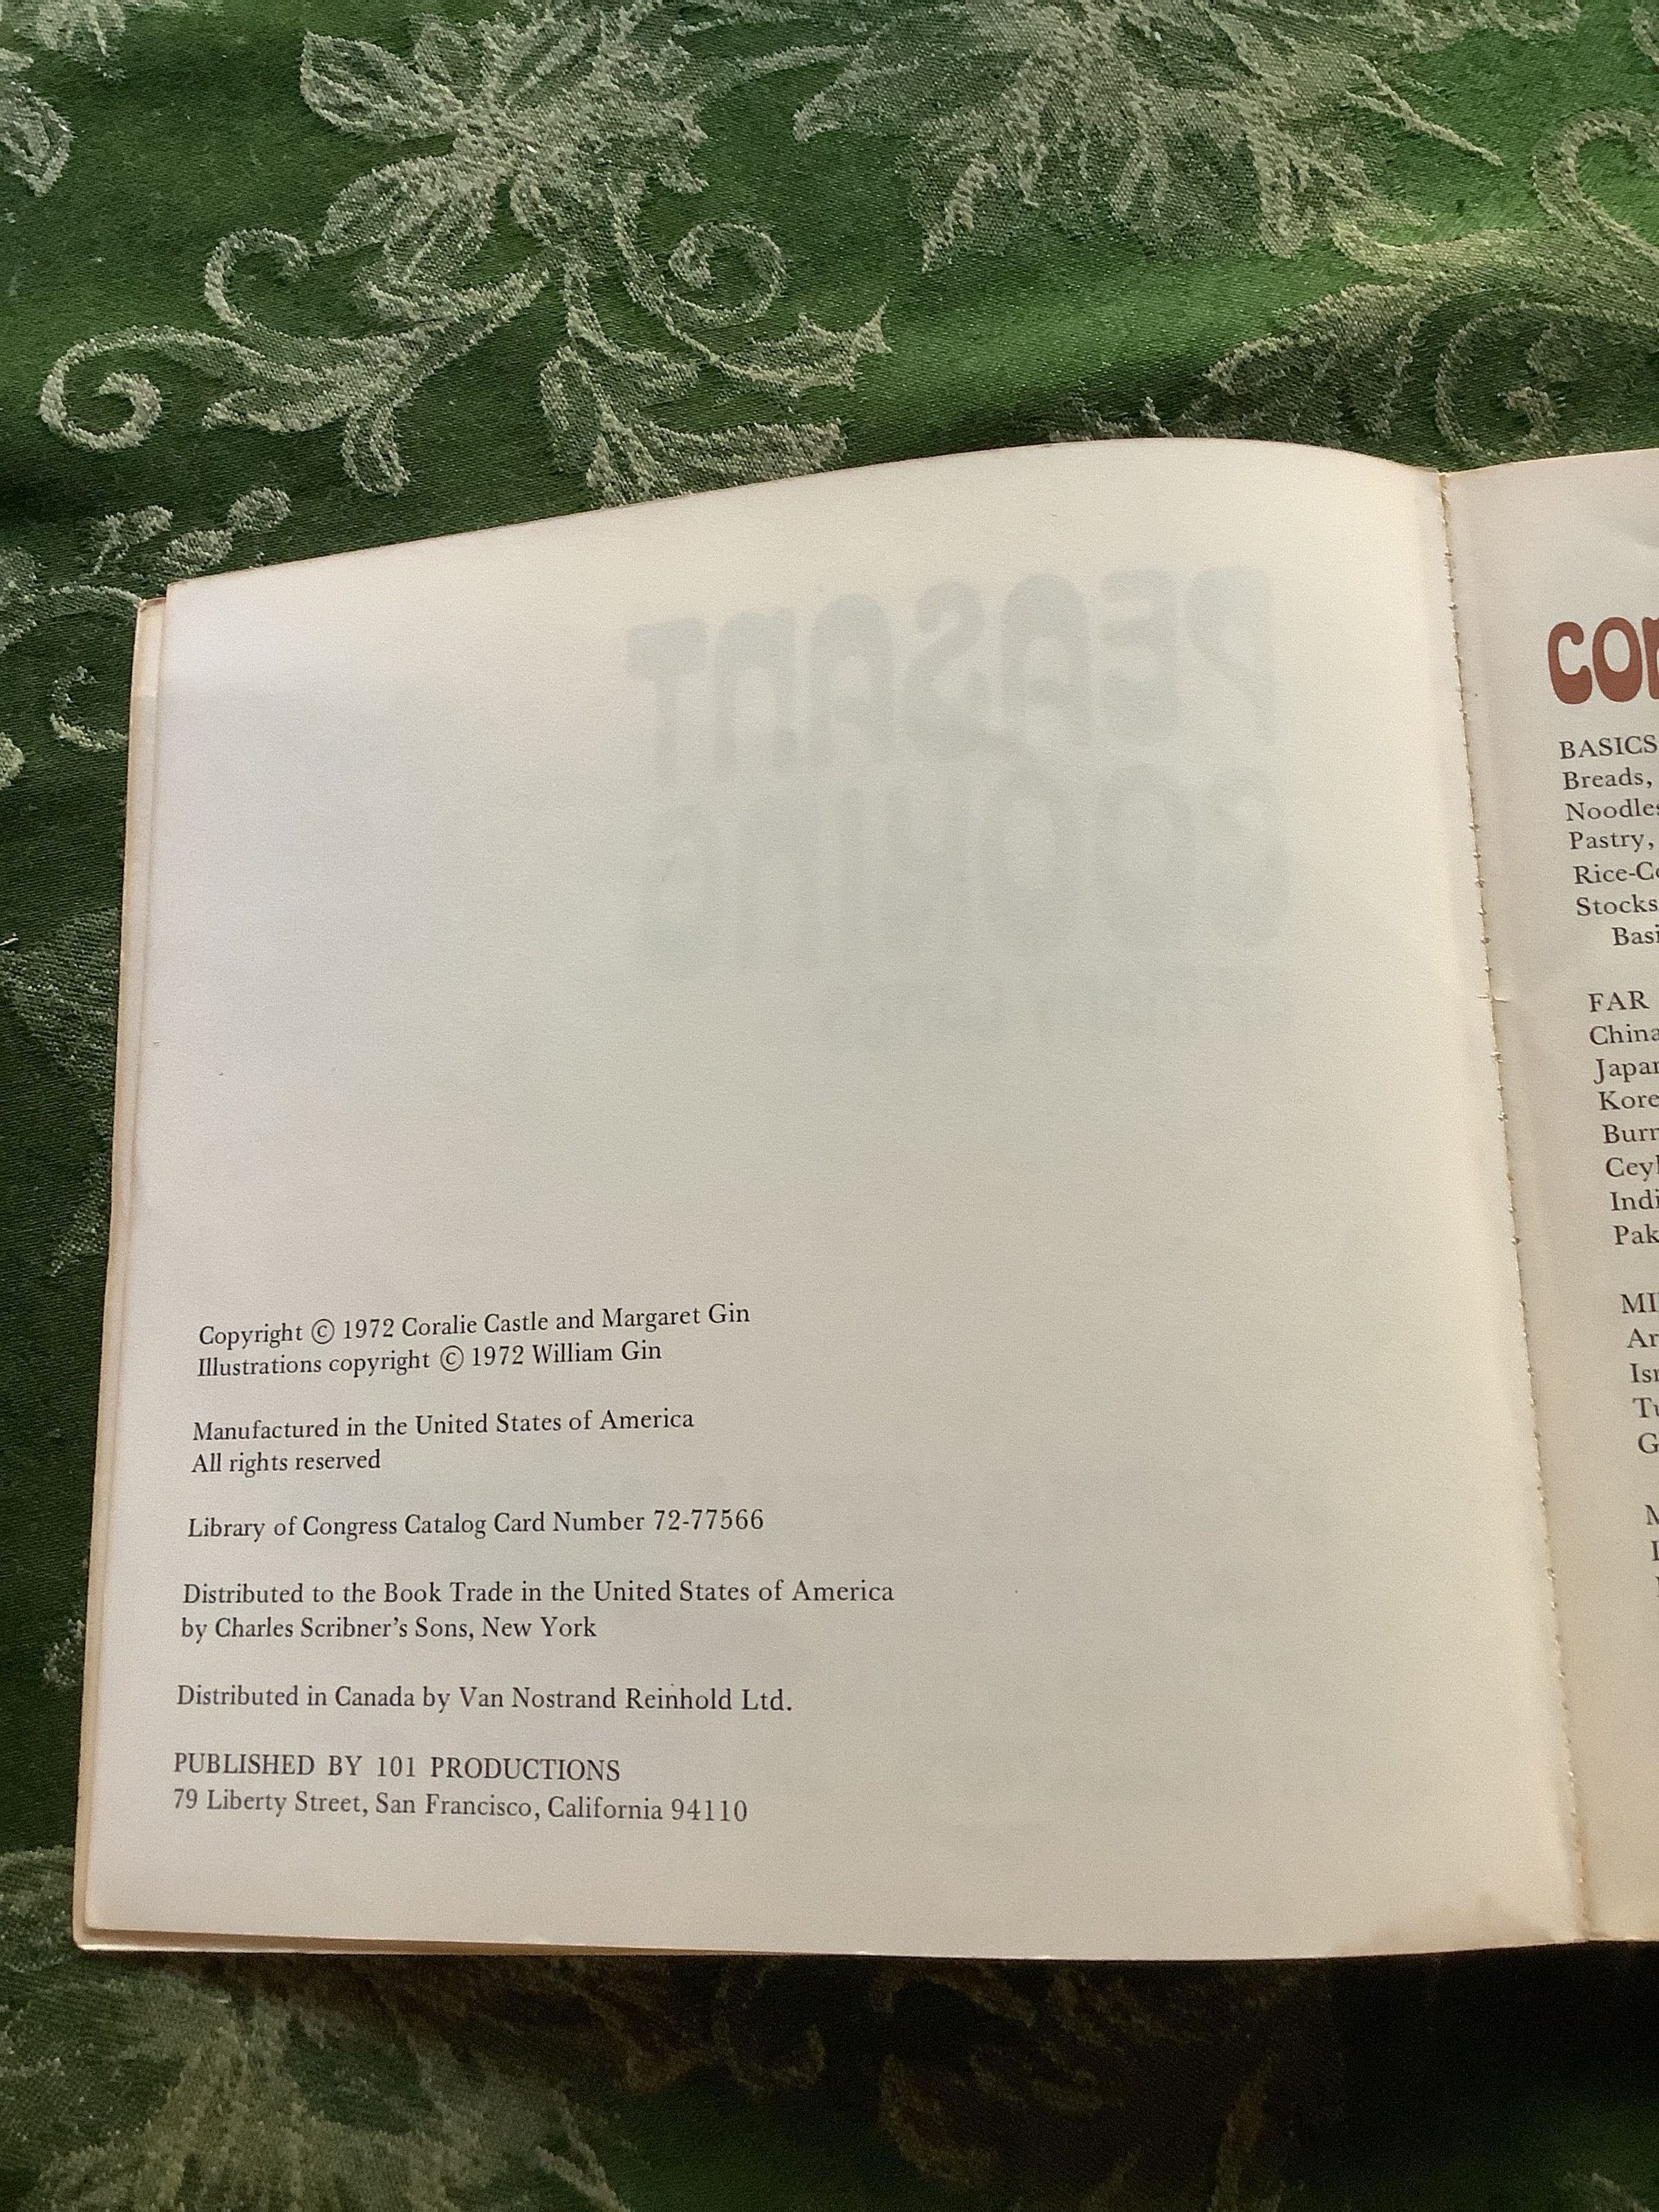 Copyright © 1972 Coralie Castle and Margaret Gin
Illustrations copyright © 1972 William Gin
Manufactured in the United States of America
All rights reserved
Library of Congress Catalog Card Number 72-77566
Distributed to the Book Trade in the United States of America
by Charles Scribner's Sons, New York
Distributed in Canada by Van Nostrand Reinhold Ltd.
PUBLISHED BY 101 PRODUCTIONS
79 Liberty Street, San Francisco, California 94110
PEASANT
COOKING
BASICS
Breads,
Noodles
Pastry,
Stocks
FAR
China